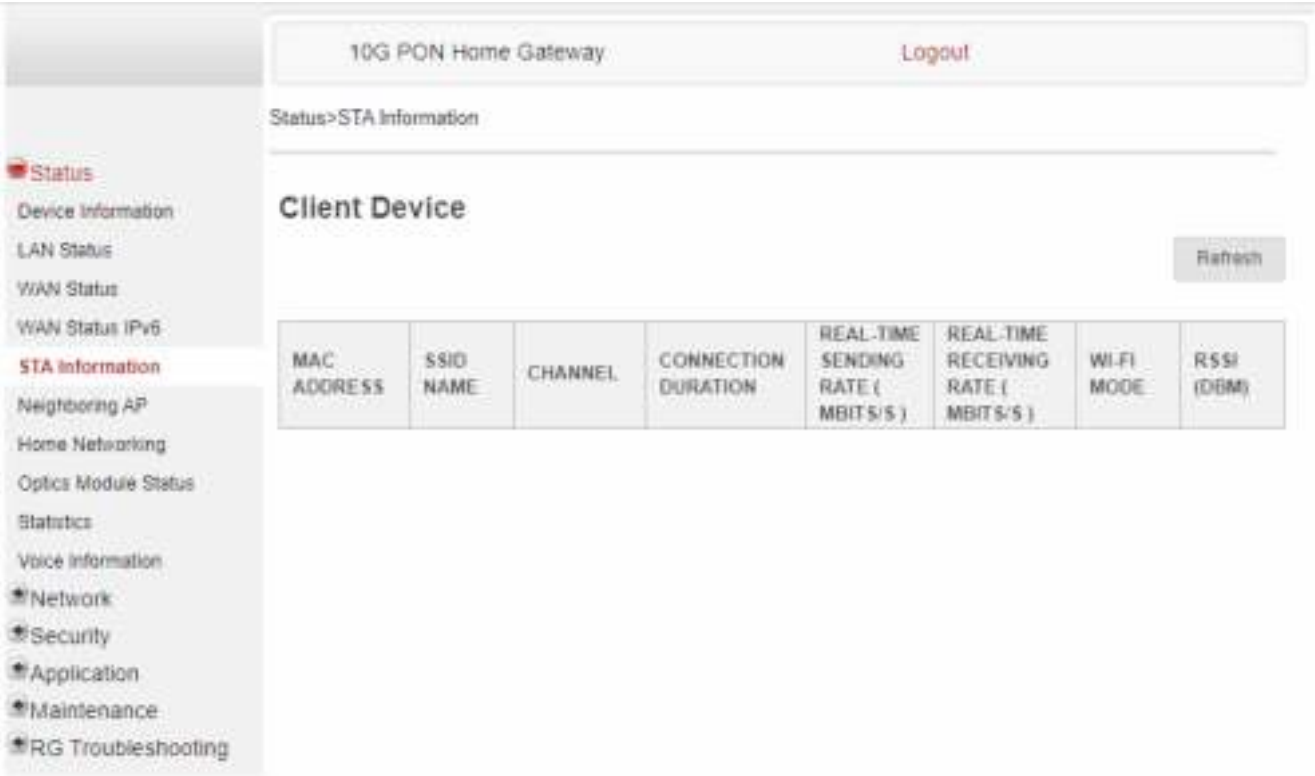 10G PON Home Gateway
Logout
Status>STA Information
Status
Device Information
LAN Status
WAN Status
WAN Status IPv6
STA Information
Neighboring AP
Home Networking
Optics Module Status
Statistics
Voice Information
Network
Security
Application
Maintenance
RG Troubleshooting
Client Device
Refresh
MAC
ADDRESS
SSID
NAME
CHANNEL
CONNECTION
DURATION
REAL-TIME
SENDING
RATE (
MBITS/S )
REAL-TIME
RECEIVING
RATE (
MBITS/S )
WI-FI
MODE
RSSI
(DBM)